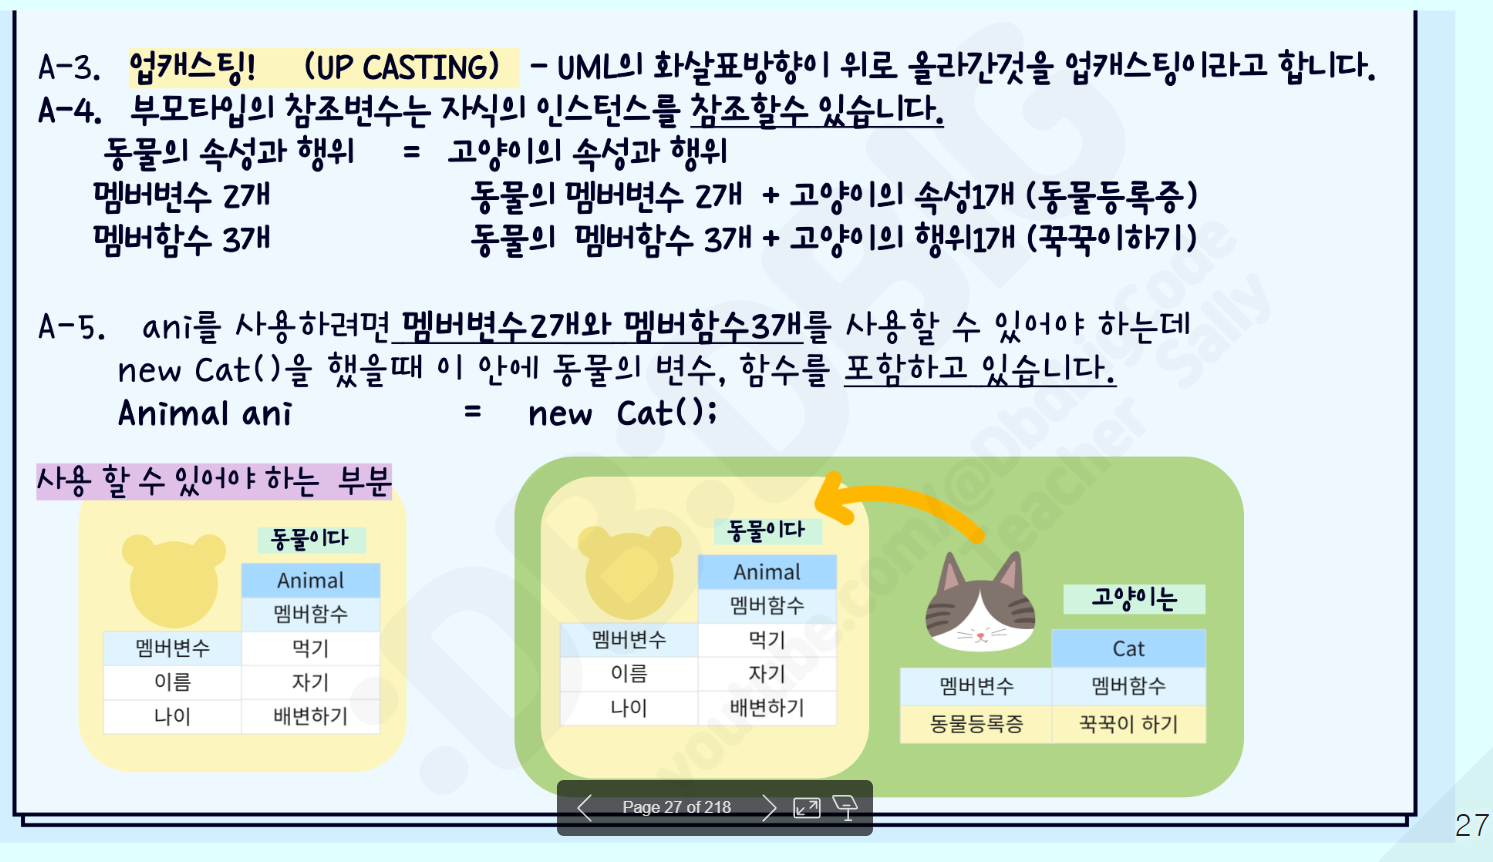 A-3. 업캐스팅! (UP CASTING) - UML의 화살표방향이 위로 올라간것을 업캐스팅이라고 합니다.
A-4. 부모타입의 참조변수는 자식의 인스턴스를 참조할수 있습니다.
동물의 속성과 행위 = 고양이의 속성과 행위
멤버변수 2개 동물의 멤버변수 2개 + 고양이의 속성1개 (동물등록증)
멤버함수 3개 동물의 멤버함수 3개 + 고양이의 행위1개 (꾹꾹이하기)
A-5. ani를 사용하려면 멤버변수2개와 멤버함수3개를 사용할 수 있어야 하는데
new Cat()을 했을때 이 안에 동물의 변수, 함수를 포함하고 있습니다.
Animal ani = new Cat();
사용 할 수 있어야 하는 부분
동물이다
Animal
멤버함수
멤버변수 먹기
이름 자기
나이 배변하기
동물이다
Animal
멤버함수
멤버변수 먹기
이름 자기
나이 배변하기
고양이는
Cat
멤버변수 멤버함수
동물등록증 꾹꾹이 하기
Page 27 of 218
27